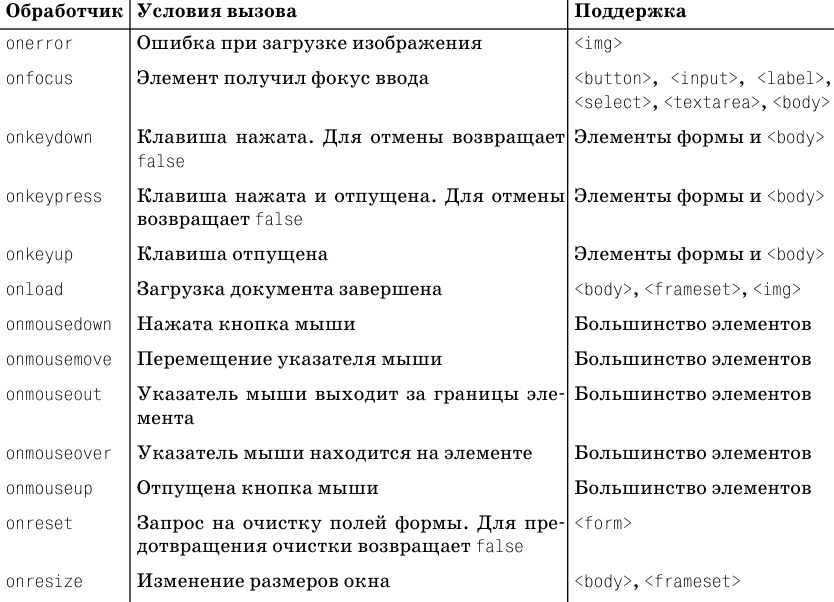 Обработчик Условия вызова Поддержка
onerror Ошибка при загрузке изображения <img>
onfocus Элемент получил фокус ввода <button>, <input>, <label>,
<select>, <textarea>, <body>
onkeydown Клавиша нажата. Для отмены возвращает Элементы формы и <body>
false
onkeypress Клавиша нажата и отпущена. Для отмены Элементы формы и <body>
возвращает false
onkeyup Клавиша отпущена Элементы формы и <body>
onload Загрузка документа завершена <body>, <frameset>, <img>
onmousedown Нажата кнопка мыши Большинство элементов
onmousemove Перемещение указателя мыши Большинство элементов
onmouseout Указатель мыши выходит за границы эле- Большинство элементов
мента
onmouseover Указатель мыши находится на элементе Большинство элементов
onmouseup Отпущена кнопка мыши Большинство элементов
onreset Запрос на очистку полей формы. Для пре- <form>
дотвращения очистки возвращает false
onresize Изменение размеров окна <body>, <frameset>